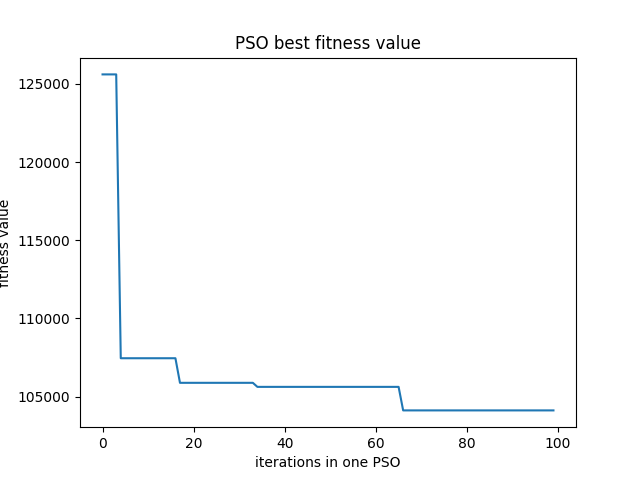 PSO best fitness value
125000
120000
115000
110000
105000
fitness value
0 20 40 60 80 100
iterations in one PSO